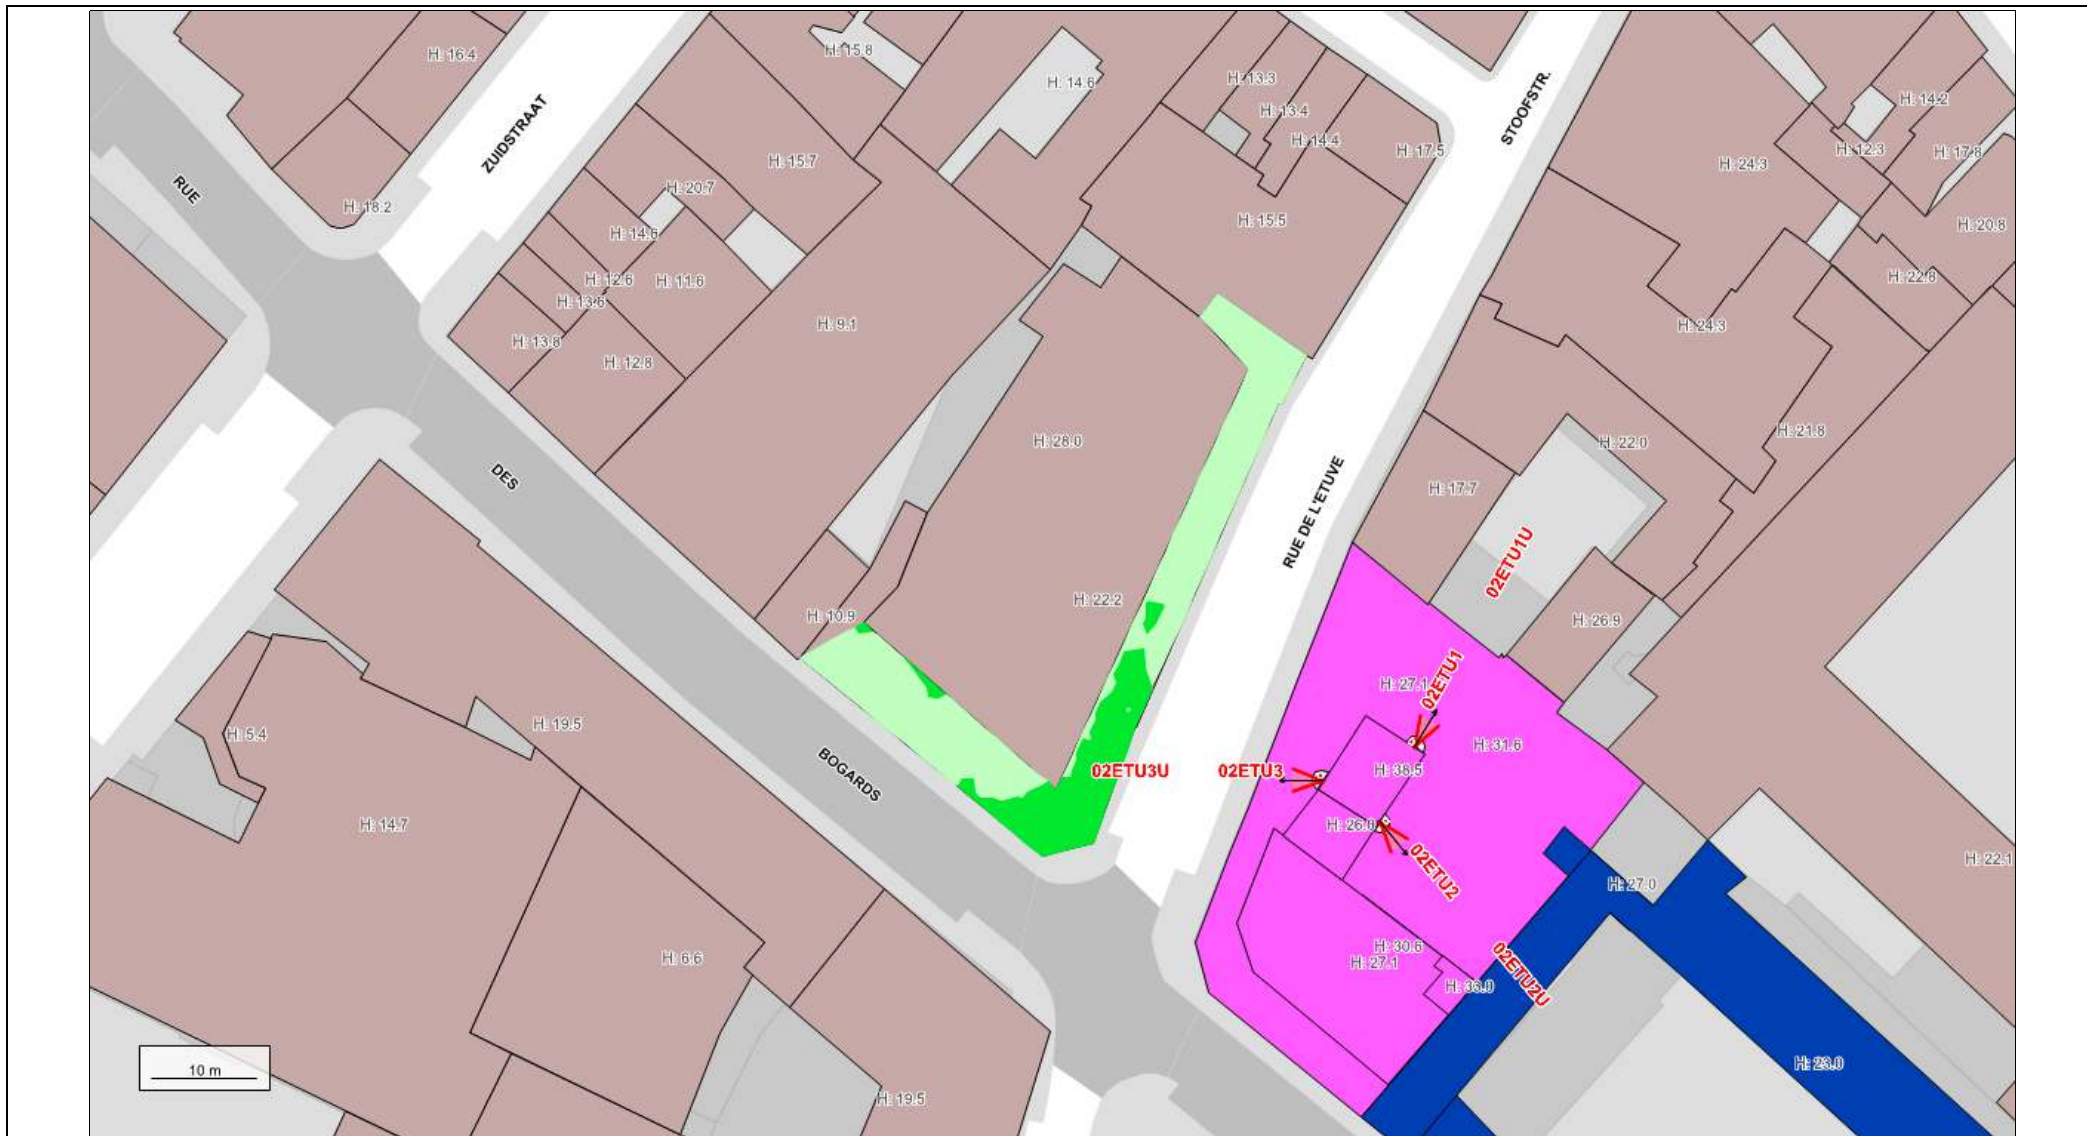 H: 16.4
H: 15.8
H: 14.6
H: 13.3
H: 13.4
H: 14.4
H: 17.5
STOOFSTR.
H: 14.2
H: 12.3
H: 17.8
H: 24.3
ZUIDSTRAAT
H: 15.7
RUE
H: 20.7
H: 18.2
H: 14.6
H: 15.5
H: 20.8
H: 12.6
H: 11.6
H: 22.8
H: 9.1
H: 24.3
H: 13.8
H: 12.8
H: 28.0
H: 22.0
H: 21.8
DES
H: 17.7
RUE DE L'ETUVE
02ETU1U
H: 22.2
H: 10.9
H: 26.9
H: 27.1
02ETU1
H: 19.5
H: 5.4
H: 31.6
BOGARDS
02ETU3U
02ETU3
H: 38.5
H: 14.7
02ETU2
H: 22.1
H: 27.0
H: 30.6
H: 27.1
H: 6.6
02ETU2U
H: 33.0
10 m
H: 23.0
H: 19.5